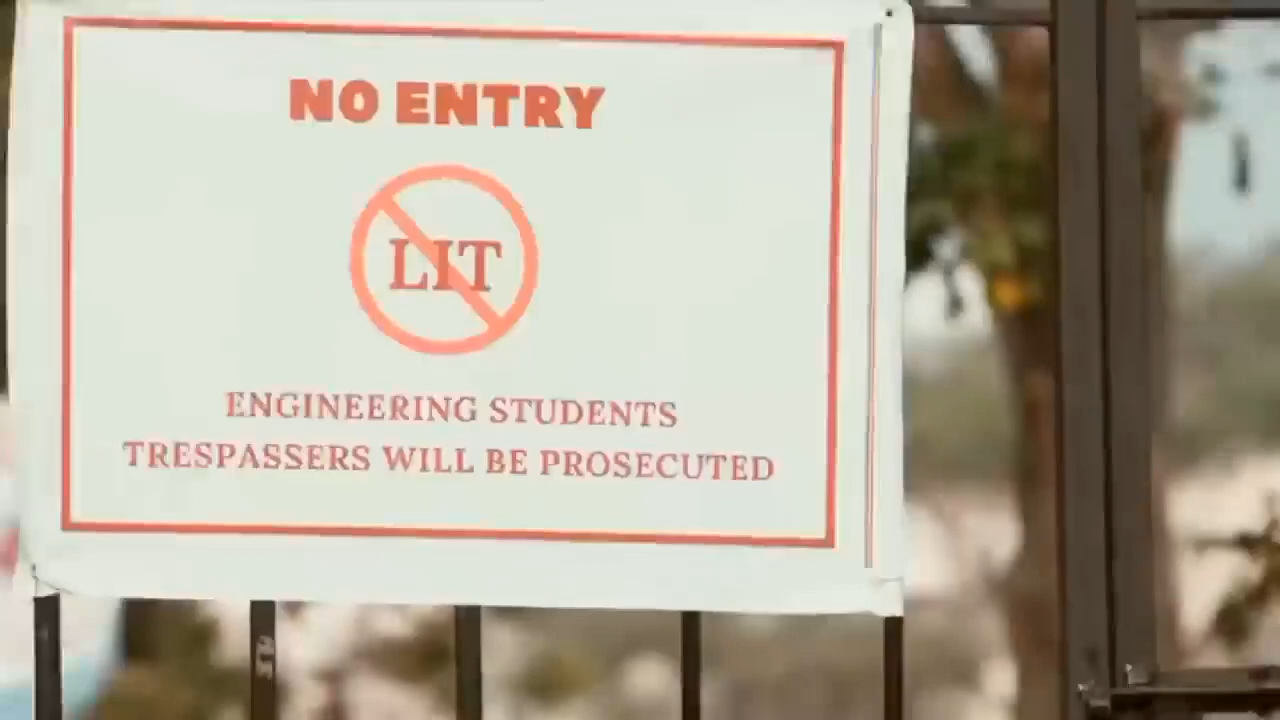 NO ENTRY
LIT
ENGINEERING STUDENTS
TRESPASSERS WILL BE PROSECUTED